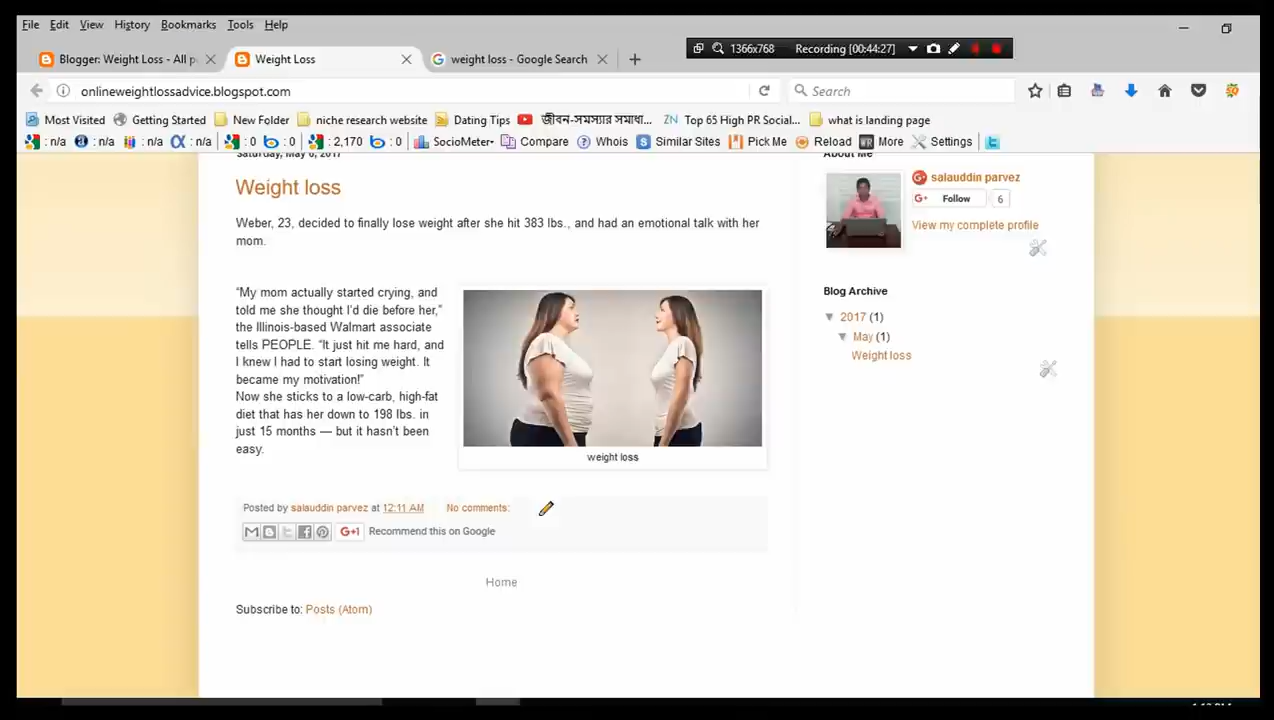 File Edit View History Bookmarks Tools Help
1366x768 Recording [00:44:27]
Blogger: Weight Loss - All p
Weight Loss
weight loss - Google Search
onlineweightlossadvice.blogspot.com
Search
Most Visited Getting Started New Folder niche research website Dating Tips জীবন-সমস্যার সমাধা... ZN Top 65 High PR Social... what is landing page
: n/a : n/a : n/a : n/a : 0 : 0 : 2,170 : 0 SocioMeter Compare Whois Similar Sites Pick Me Reload More Settings
Saturday, May 6, 2017
Weight loss
Weber, 23, decided to finally lose weight after she hit 383 lbs., and had an emotional talk with her
mom.
“My mom actually started crying, and
told me she thought I’d die before her,”
the Illinois-based Walmart associate
tells PEOPLE. “It just hit me hard, and
I knew I had to start losing weight. It
became my motivation!”
Now she sticks to a low-carb, high-fat
diet that has her down to 198 lbs. in
just 15 months — but it hasn’t been
easy.
weight loss
Posted by salauddin parvez at 12:11 AM No comments:
G+1 Recommend this on Google
Home
Subscribe to: Posts (Atom)
About Me
salauddin parvez
G+ Follow 6
View my complete profile
Blog Archive
▼ 2017 (1)
▼ May (1)
Weight loss